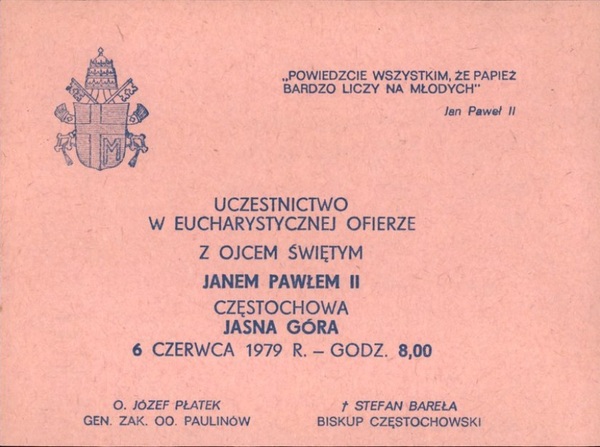 „POWIEDZCIE WSZYSTKIM, ŻE PAPIEŻ
BARDZO LICZY NA MŁODYCH"
Jan Paweł II
M
UCZESTNICTWO
W EUCHARYSTYCZNEJ OFIERZE
Z OJCEM ŚWIĘTYM
JANEM PAWŁEM II
CZĘSTOCHOWA
JASNA GÓRA
6 CZERWCA 1979 R. – GODZ. 8,00
O. JÓZEF PŁATEK
GEN. ZAK. OO. PAULINÓW
† STEFAN BAREŁA
BISKUP CZĘSTOCHOWSKI